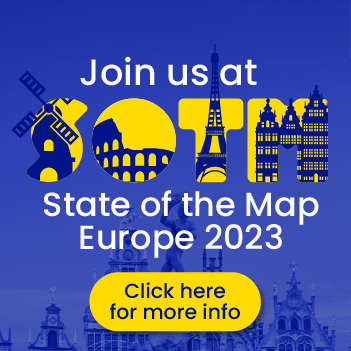 Join us at
SOTM
State of the Map
Europe 2023
Click here
for more info